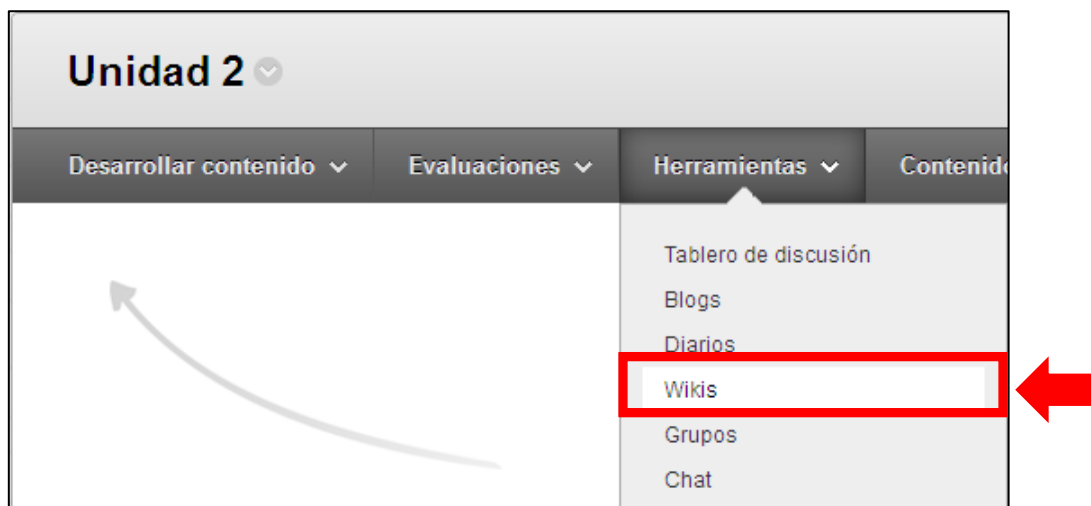 Unidad 2
Desarrollar contenido Evaluaciones Herramientas Contenido
Tablero de discusión
Blogs
Diarios
Wikis
Grupos
Chat